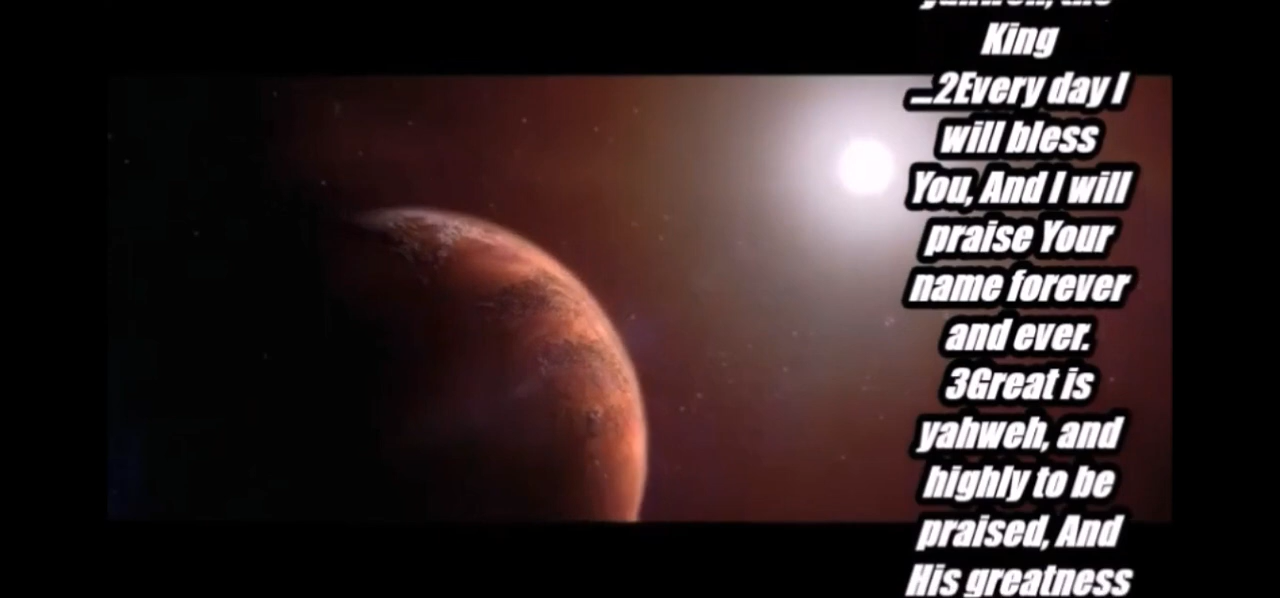 King
...2Every day I
will bless
You, And I will
praise Your
name forever
and ever.
3Great is
yahweh, and
highly to be
praised, And
His greatness